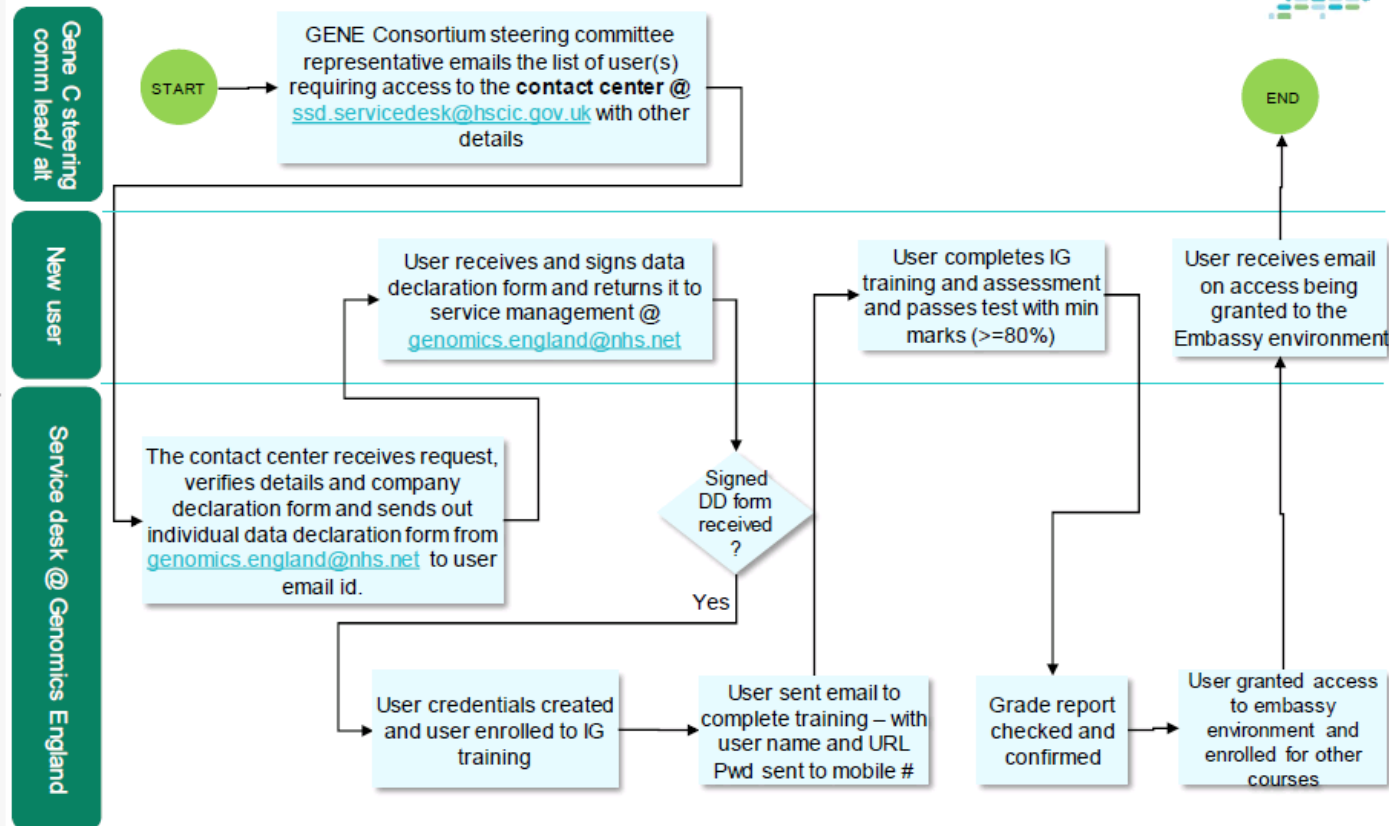 Gene C steering
comm lead/ alt
START
GENE Consortium steering committee
representative emails the list of user(s)
requiring access to the contact center @
ssd.servicedesk@hscic.gov.uk with other
details
END
New user
User receives and signs data
declaration form and returns it to
service management @
genomics.england@nhs.net
User completes IG
training and assessment
and passes test with min
marks (>=80%)
User receives email
on access being
granted to the
Embassy environment
Service desk @ Genomics England
The contact center receives request,
verifies details and company
declaration form and sends out
individual data declaration form from
genomics.england@nhs.net to user
email id.
Signed
DD form
received
?
Yes
User credentials created
and user enrolled to IG
training
User sent email to
complete training – with
user name and URL
Pwd sent to mobile #
Grade report
checked and
confirmed
User granted access
to embassy
environment and
enrolled for other
courses